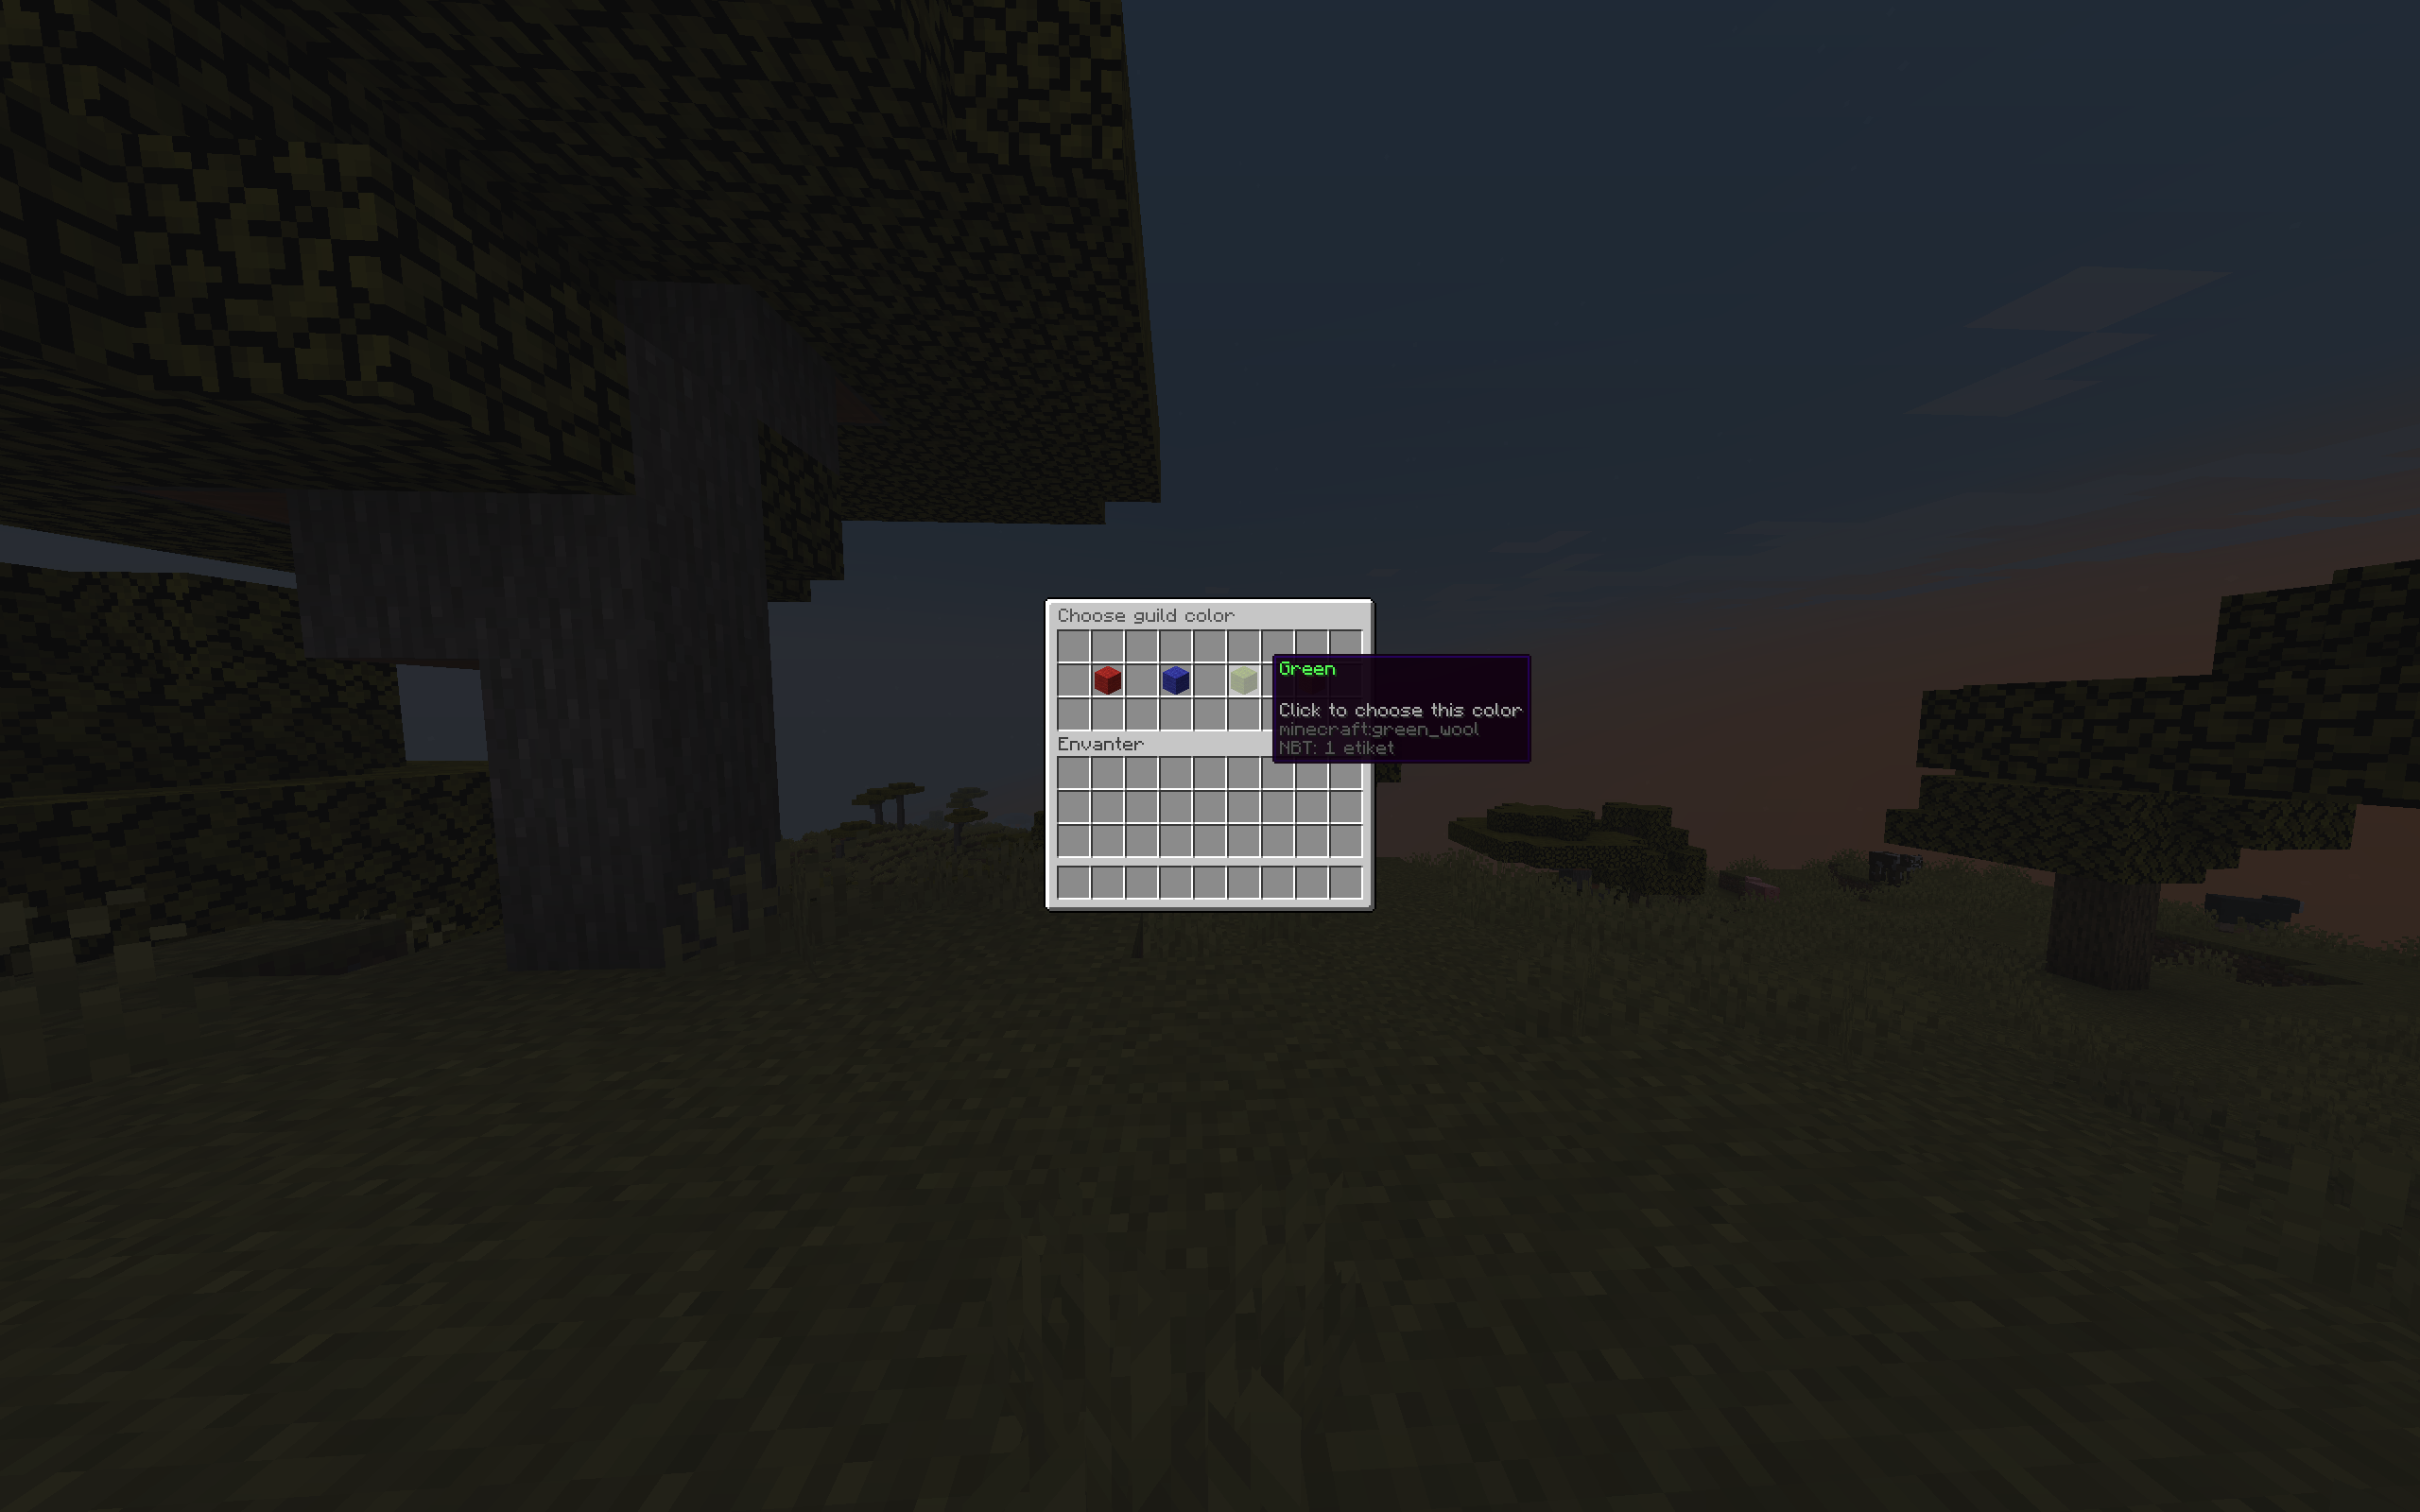 Choose guild color
Green
Click to choose this color
minecraft:green_wool
NBT: 1 etiket
Envanter